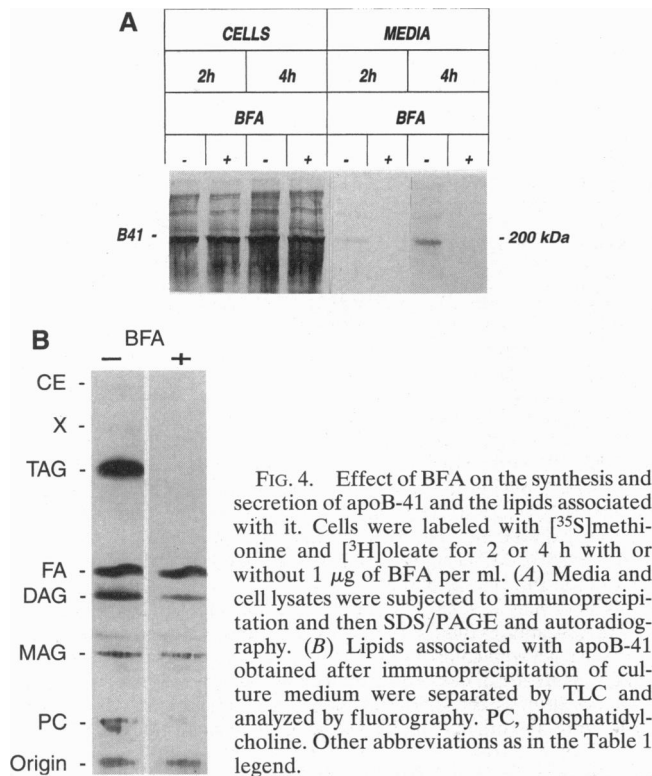 A
CELLS MEDIA
2h 4h 2h 4h
BFA BFA
- + - + - + - +
B41 - - 200 kDa
B BFA
- +
CE -
X -
TAG -
FA -
DAG -
MAG -
PC -
Origin -
FIG. 4. Effect of BFA on the synthesis and
secretion of apoB-41 and the lipids associated
with it. Cells were labeled with [³⁵S]methi-
onine and [³H]oleate for 2 or 4 h with or
without 1 μg of BFA per ml. (A) Media and
cell lysates were subjected to immunoprecipi-
tation and then SDS/PAGE and autoradiog-
raphy. (B) Lipids associated with apoB-41
obtained after immunoprecipitation of cul-
ture medium were separated by TLC and
analyzed by fluorography. PC, phosphatidyl-
choline. Other abbreviations as in the Table 1
legend.